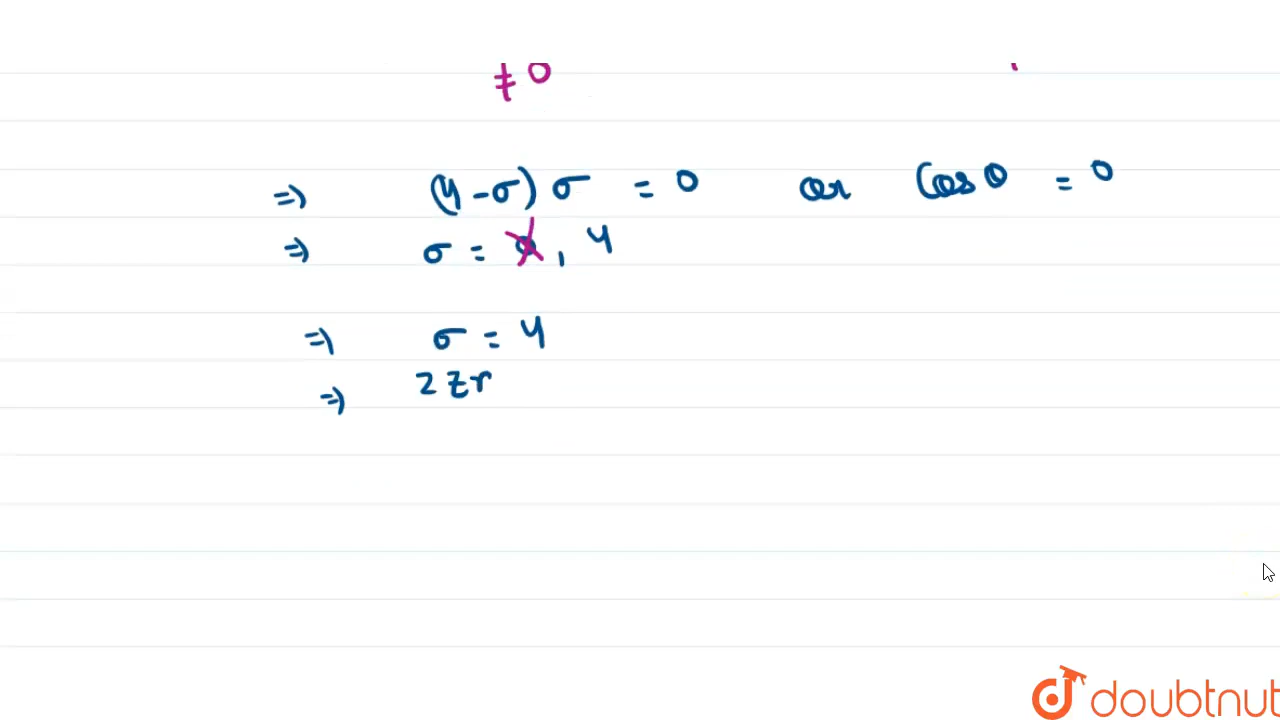 ≠ 0
⇒ (4 - σ) σ = 0 or Cos θ = 0
⇒ σ = 0, 4
⇒ σ = 4
⇒ 2Zr
doubtnut